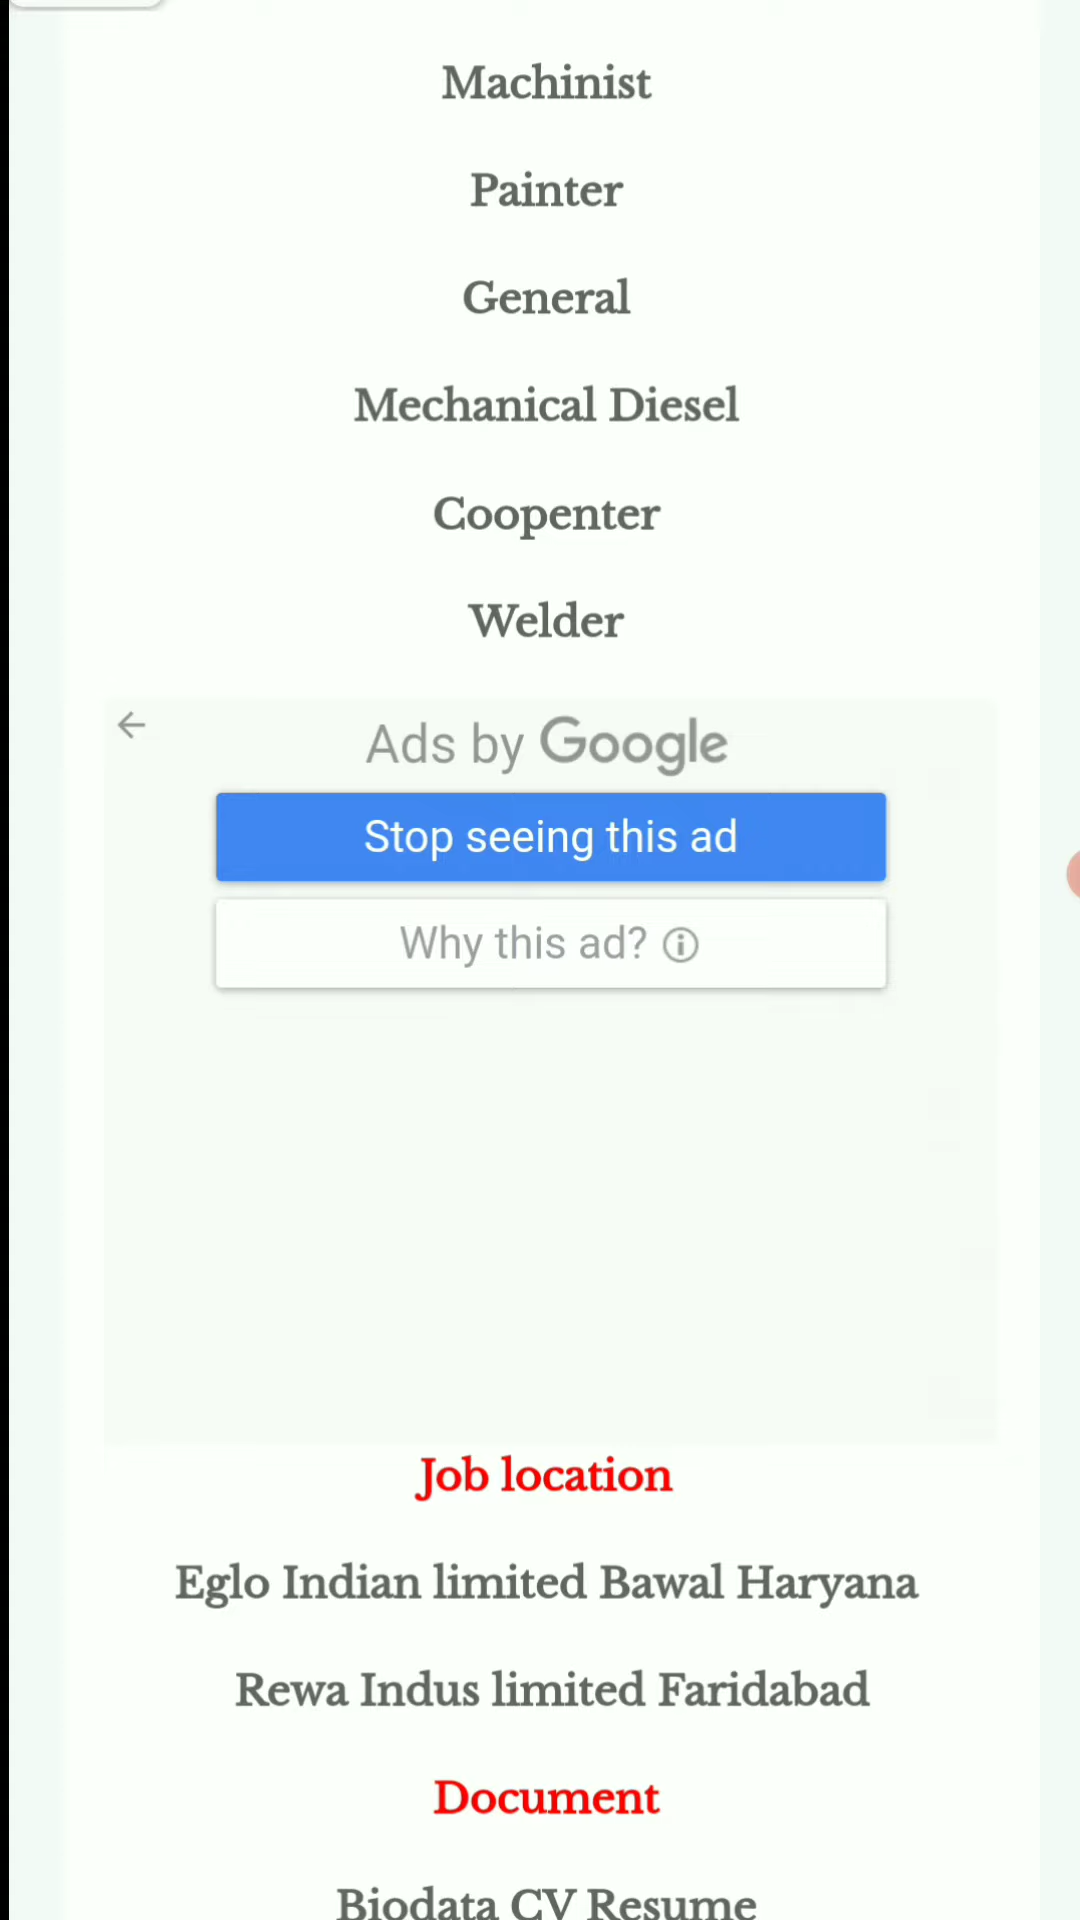 Machinist
Painter
General
Mechanical Diesel
Coopenter
Welder
Ads by Google
Stop seeing this ad
Why this ad?
Job location
Eglo Indian limited Bawal Haryana
Rewa Indus limited Faridabad
Document
Biodata CV Resume